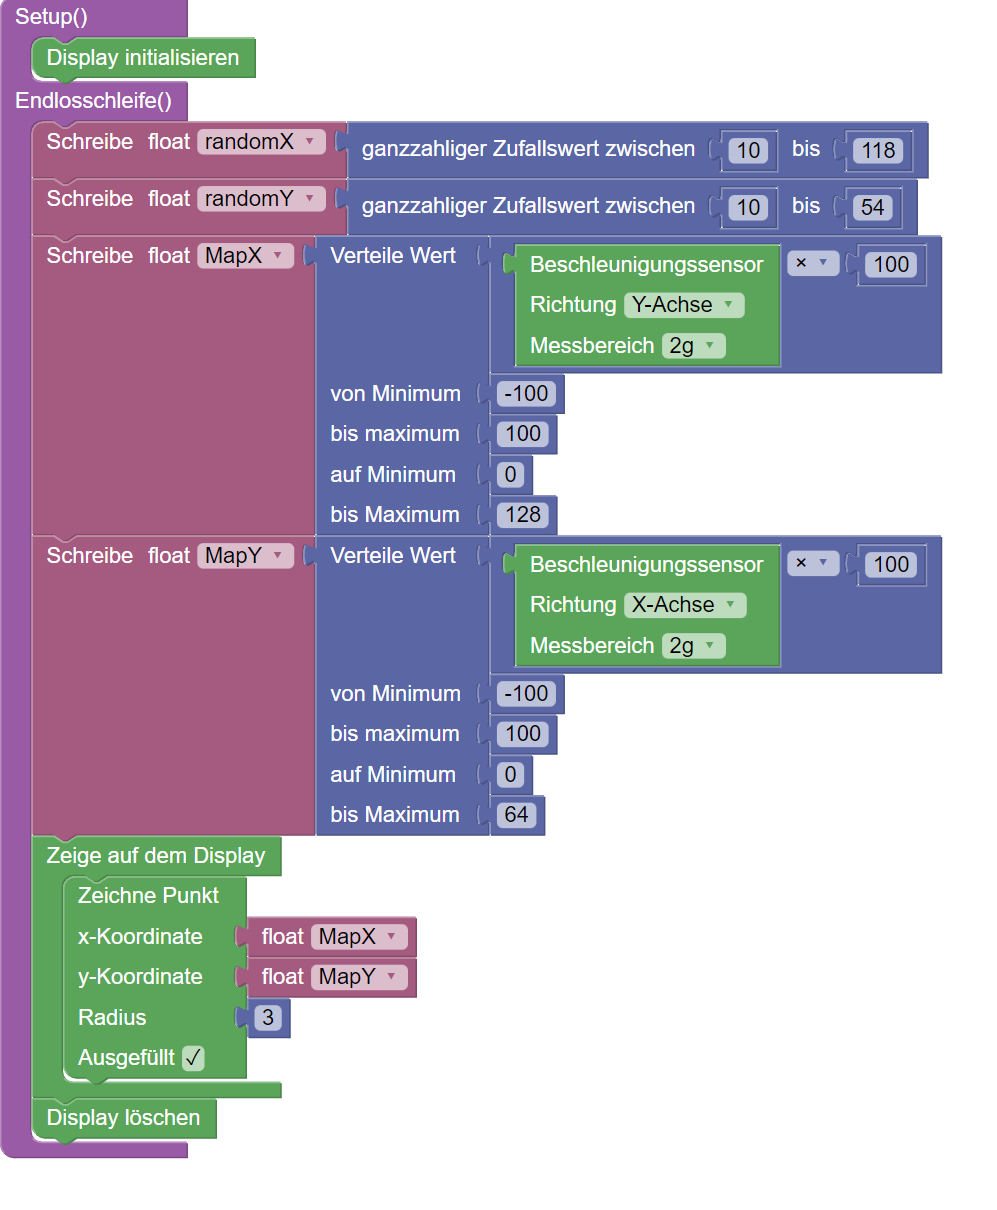 Setup()
Display initialisieren
Endlosschleife()
Schreibe float randomX ganzzahliger Zufallswert zwischen 10 bis 118
Schreibe float randomY ganzzahliger Zufallswert zwischen 10 bis 54
Schreibe float MapX Verteile Wert Beschleunigungssensor × 100
Richtung Y-Achse
Messbereich 2g
von Minimum -100
bis maximum 100
auf Minimum 0
bis Maximum 128
Schreibe float MapY Verteile Wert Beschleunigungssensor × 100
Richtung X-Achse
Messbereich 2g
von Minimum -100
bis maximum 100
auf Minimum 0
bis Maximum 64
Zeige auf dem Display
Zeichne Punkt
x-Koordinate float MapX
y-Koordinate float MapY
Radius 3
Ausgefüllt ✓
Display löschen